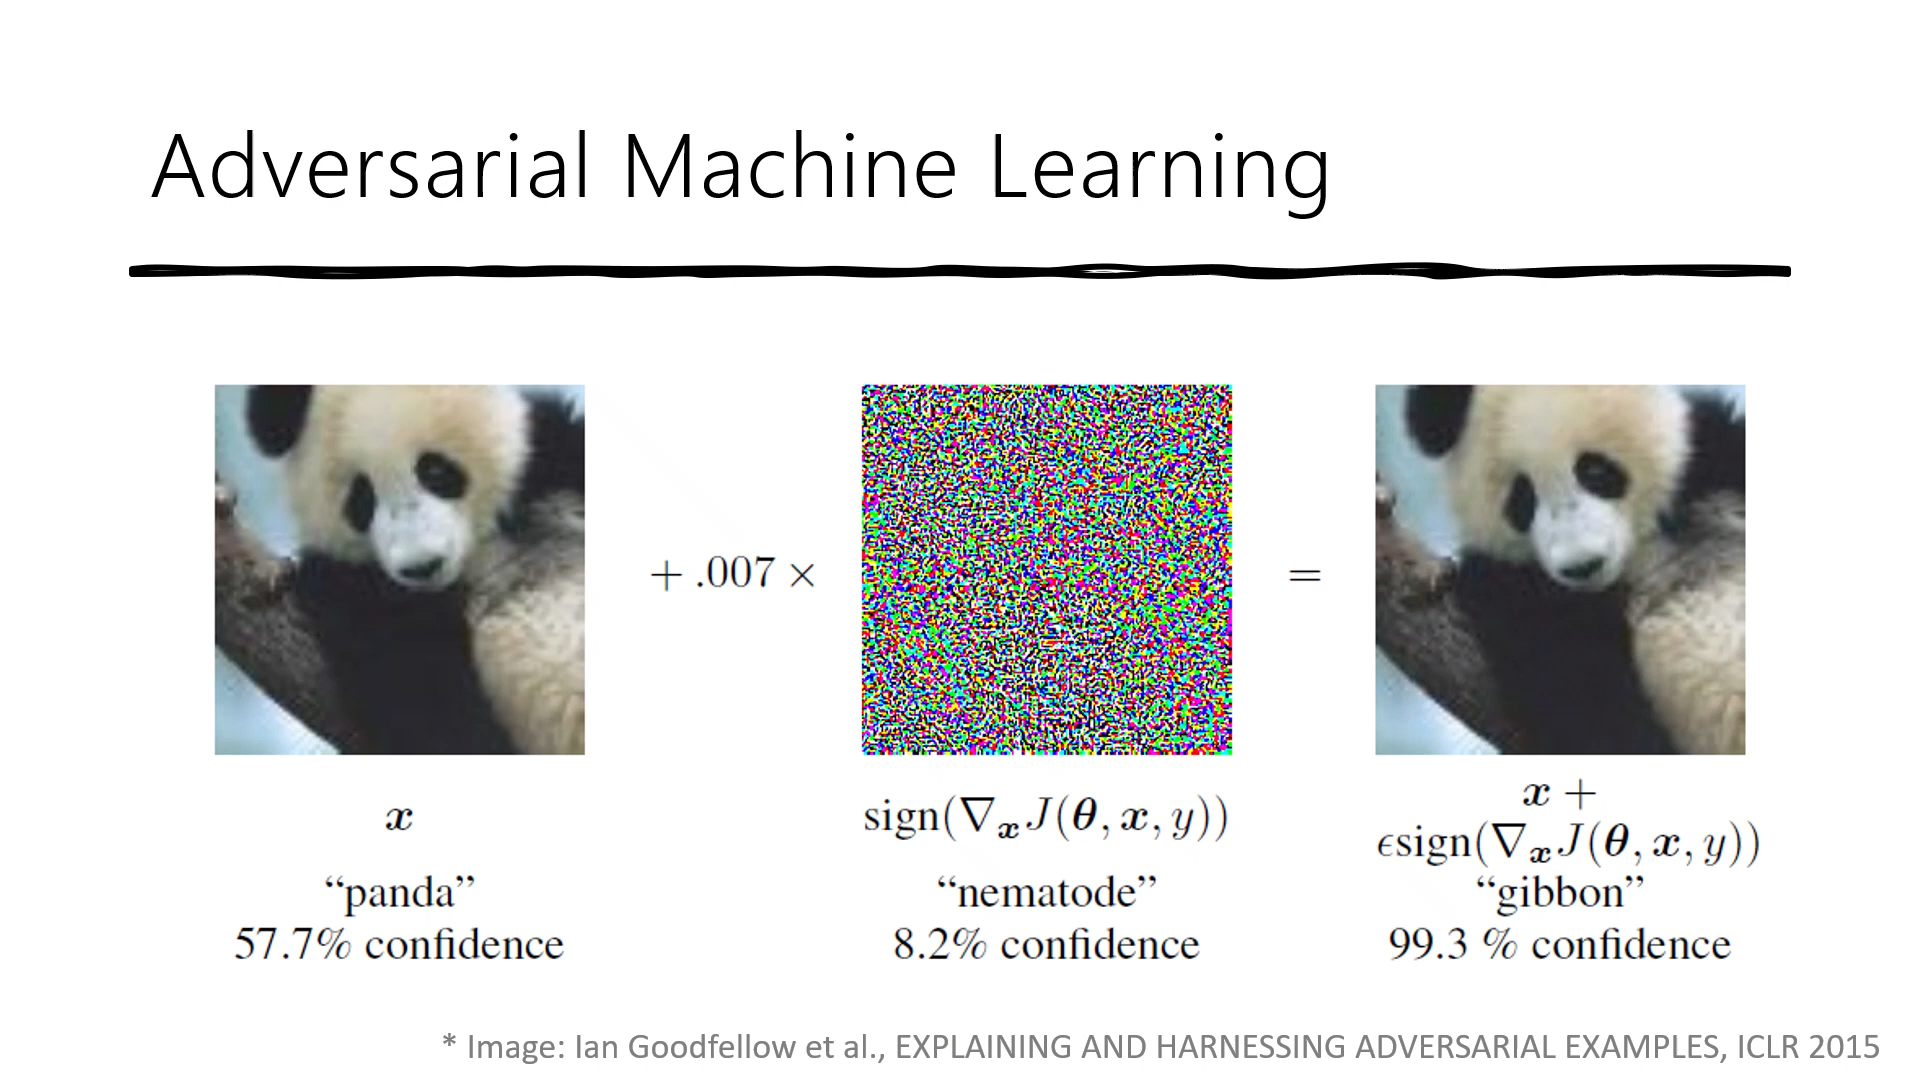 Adversarial Machine Learning
+ .007 ×
=
x
“panda”
57.7% confidence
sign(∇ₓJ(θ, x, y))
“nematode”
8.2% confidence
x +
ϵsign(∇ₓJ(θ, x, y))
“gibbon”
99.3 % confidence
* Image: Ian Goodfellow et al., EXPLAINING AND HARNESSING ADVERSARIAL EXAMPLES, ICLR 2015